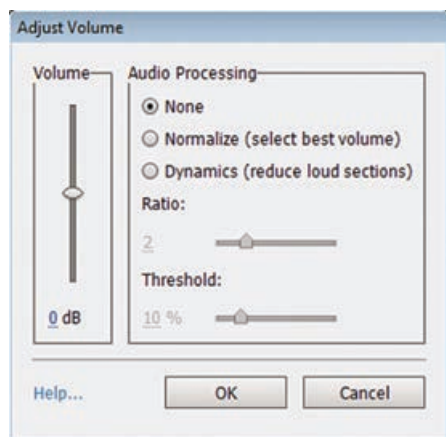 Adjust Volume
Volume
Audio Processing
None
Normalize (select best volume)
Dynamics (reduce loud sections)
Ratio:
2
Threshold:
0 dB
10 %
Help...
OK
Cancel